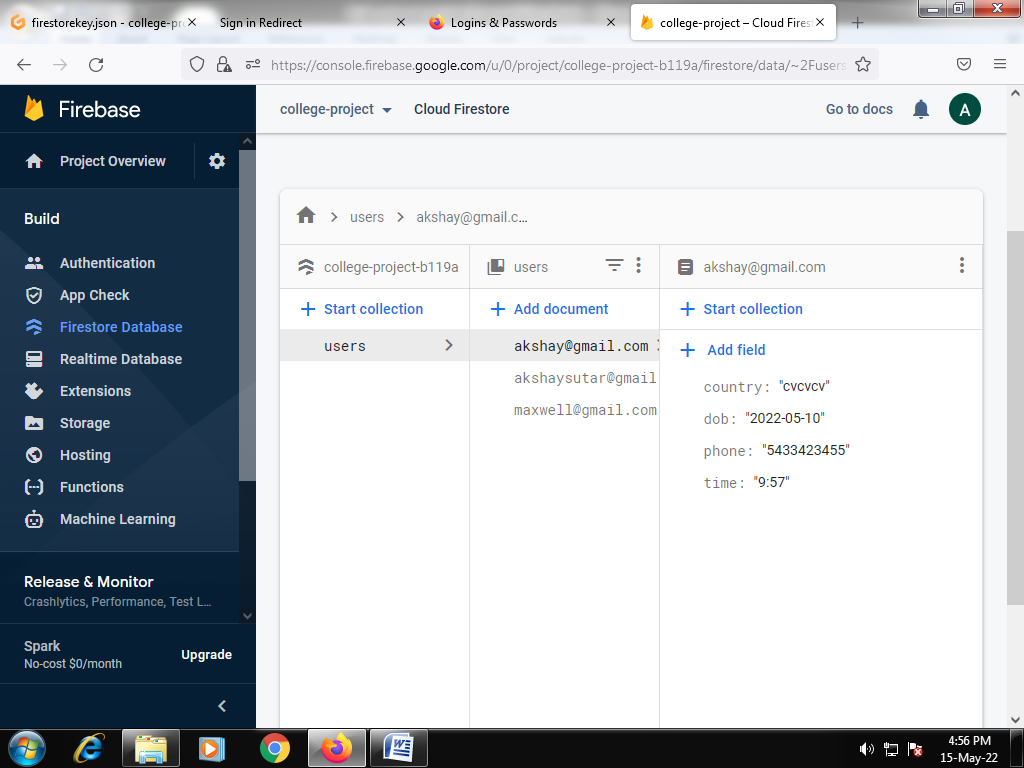 firestorekey.json - college-pro
Sign in Redirect
Logins & Passwords
college-project – Cloud Fires
https://console.firebase.google.com/u/0/project/college-project-b119a/firestore/data/~2Fusers
Firebase
college-project
Cloud Firestore
Go to docs
A
Project Overview
Build
Authentication
App Check
Firestore Database
Realtime Database
Extensions
Storage
Hosting
Functions
Machine Learning
Release & Monitor
Crashlytics, Performance, Test L...
Spark
No-cost $0/month
Upgrade
users
akshay@gmail.c...
college-project-b119a
users
akshay@gmail.com
Start collection
Add document
Start collection
users
akshay@gmail.com
akshaysutar@gmail
maxwell@gmail.com
Add field
country: "cvcvcv"
dob: "2022-05-10"
phone: "5433423455"
time: "9:57"
4:56 PM
15-May-22